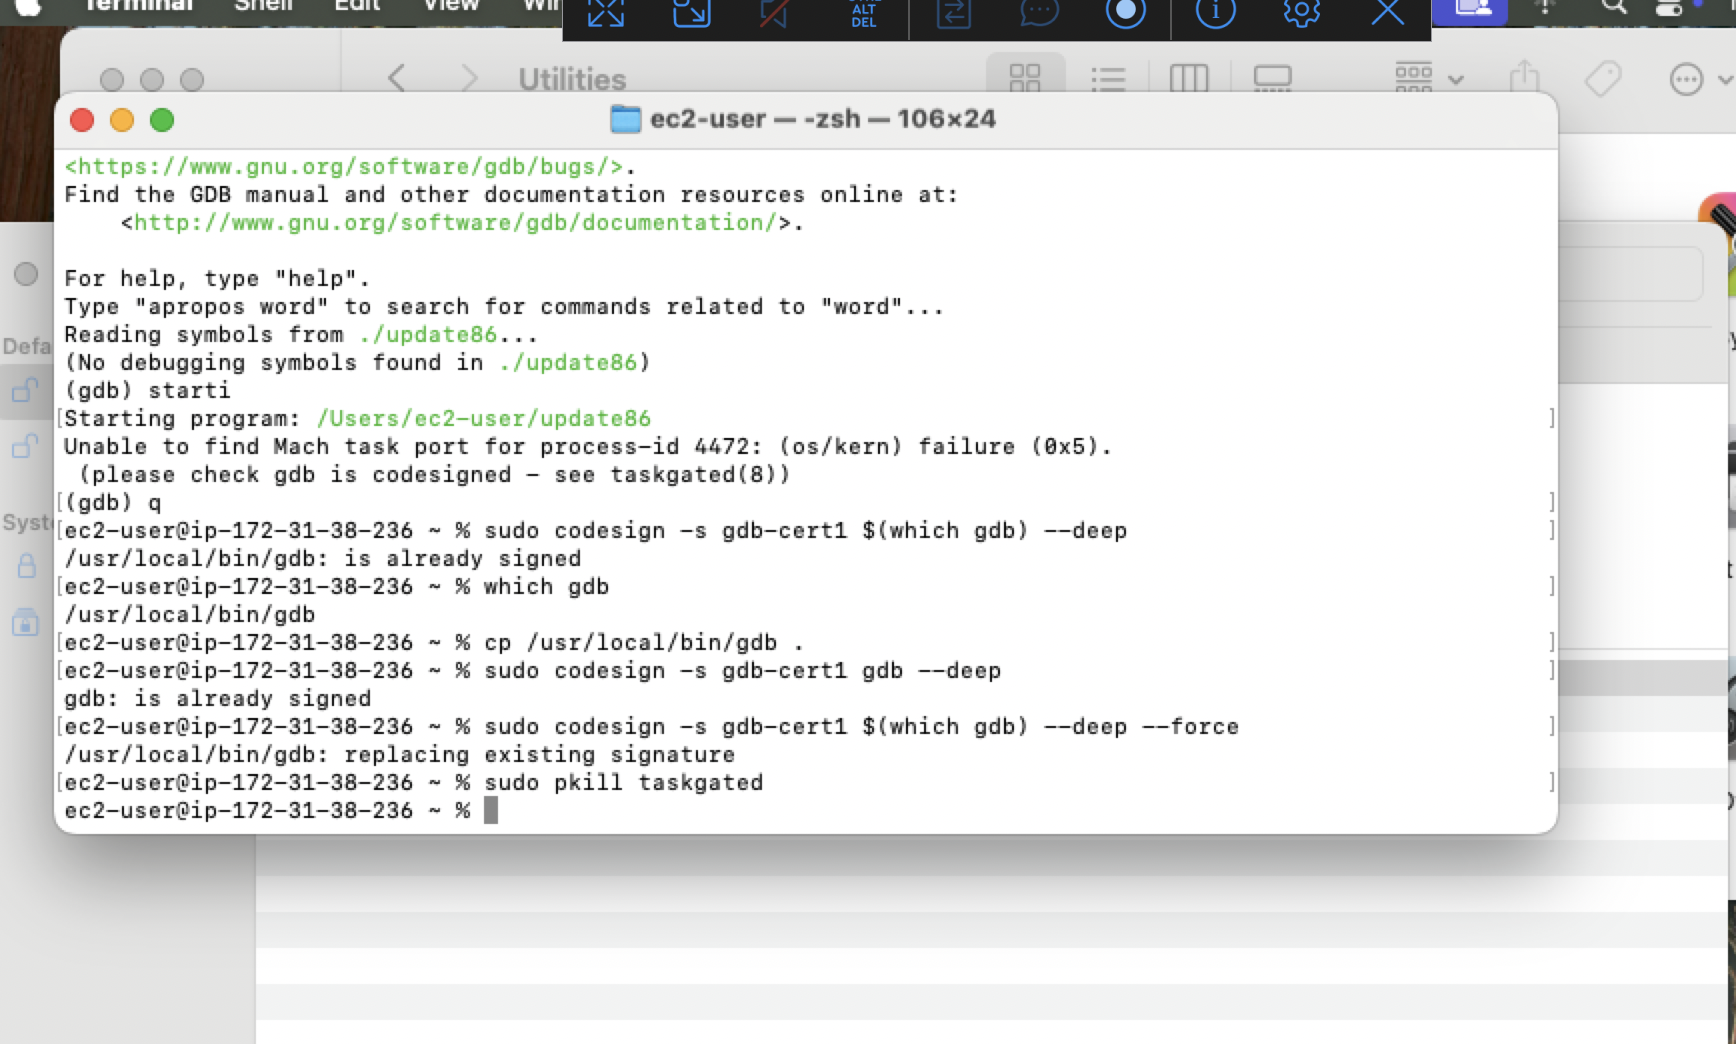 Terminal Shell Edit View
ALT
DEL
Utilities
ec2-user — -zsh — 106×24
<https://www.gnu.org/software/gdb/bugs/>.
Find the GDB manual and other documentation resources online at:
<http://www.gnu.org/software/gdb/documentation/>.
For help, type "help".
Type "apropos word" to search for commands related to "word"...
Reading symbols from ./update86...
(No debugging symbols found in ./update86)
(gdb) starti
[Starting program: /Users/ec2-user/update86 ]
Unable to find Mach task port for process-id 4472: (os/kern) failure (0x5).
(please check gdb is codesigned - see taskgated(8))
[(gdb) q ]
[ec2-user@ip-172-31-38-236 ~ % sudo codesign -s gdb-cert1 $(which gdb) --deep ]
/usr/local/bin/gdb: is already signed
[ec2-user@ip-172-31-38-236 ~ % which gdb ]
/usr/local/bin/gdb
[ec2-user@ip-172-31-38-236 ~ % cp /usr/local/bin/gdb . ]
[ec2-user@ip-172-31-38-236 ~ % sudo codesign -s gdb-cert1 gdb --deep ]
gdb: is already signed
[ec2-user@ip-172-31-38-236 ~ % sudo codesign -s gdb-cert1 $(which gdb) --deep --force ]
/usr/local/bin/gdb: replacing existing signature
[ec2-user@ip-172-31-38-236 ~ % sudo pkill taskgated ]
ec2-user@ip-172-31-38-236 ~ %
Defa
Syst